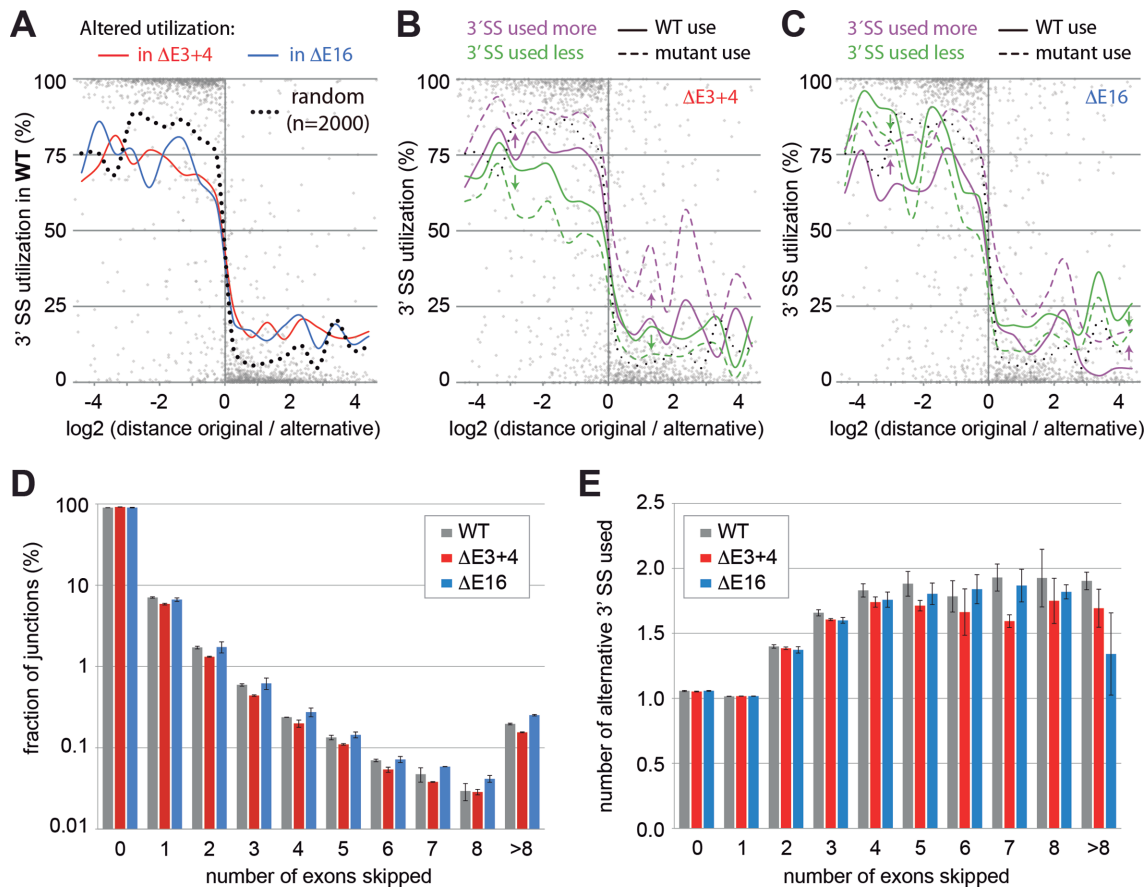 A
Altered utilization:
in ΔE3+4
in ΔE16
random
(n=2000)
100
75
50
25
0
3’ SS utilization in WT (%)
-4
-2
0
2
4
log2 (distance original / alternative)
B
3´SS used more
3’ SS used less
WT use
mutant use
ΔE3+4
100
75
50
25
0
3’ SS utilization (%)
-4
-2
0
2
4
log2 (distance original / alternative)
C
3´SS used more
3’ SS used less
WT use
mutant use
ΔE16
100
75
50
25
0
3’ SS utilization (%)
-4
-2
0
2
4
log2 (distance original / alternative)
D
100
10
1
0.1
0.01
fraction of junctions (%)
WT
ΔE3+4
ΔE16
0
1
2
3
4
5
6
7
8
>8
number of exons skipped
E
2.5
2.0
1.5
1.0
0.5
0.0
number of alternative 3’ SS used
WT
ΔE3+4
ΔE16
0
1
2
3
4
5
6
7
8
>8
number of exons skipped